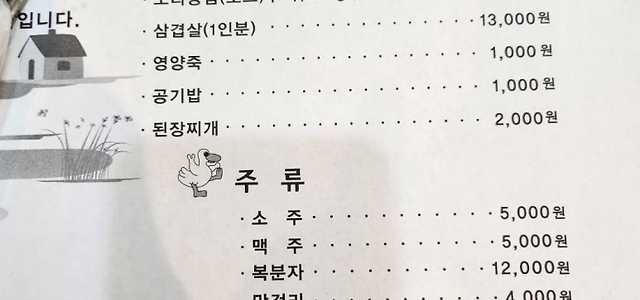 입니다.
· 삼겹살(1인분) 13,000원
· 영양죽 1,000원
· 공기밥 1,000원
· 된장찌개 2,000원
주 류
· 소 주 5,000원
· 맥 주 5,000원
· 복분자 12,000원
막걸리 4,000원